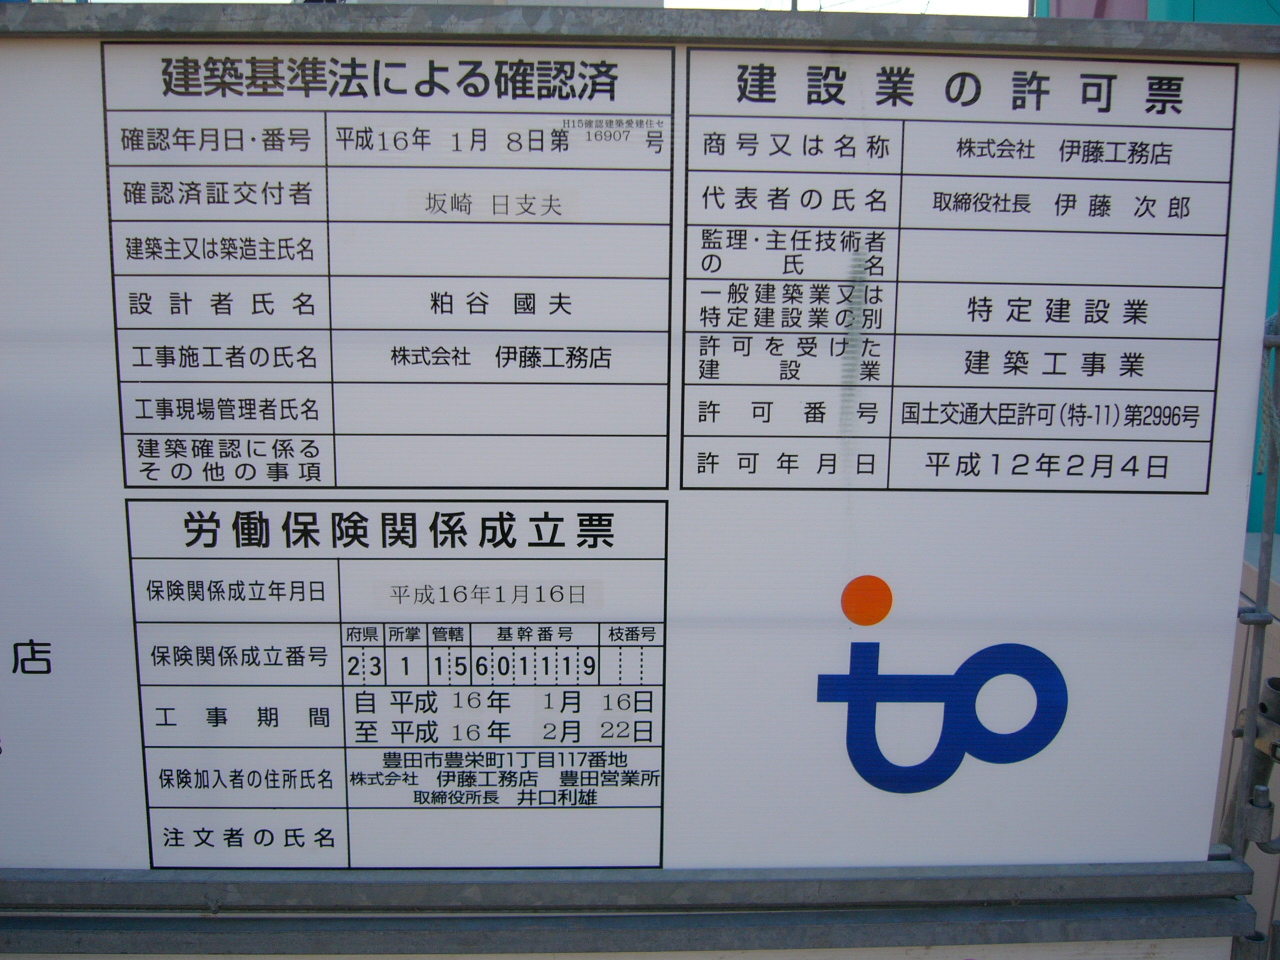 建築基準法による確認済
確認年月日・番号 平成16年 1月 8日第 H15確認建築愛建住セ 16907 号
確認済証交付者 坂崎 日支夫
建築主又は築造主氏名
設計者氏名 粕谷 國夫
工事施工者の氏名 株式会社 伊藤工務店
工事現場管理者氏名
建築確認に係る
その他の事項
建設業の許可票
商号又は名称 株式会社 伊藤工務店
代表者の氏名 取締役社長 伊藤 次郎
監理・主任技術者
の氏名
一般建築業又は
特定建設業の別 特定建設業
許可を受けた
建設業 建築工事業
許可番号 国土交通大臣許可(特-11)第2996号
許可年月日 平成12年2月4日
労働保険関係成立票
保険関係成立年月日 平成16年1月16日
府県 所掌 管轄 基幹番号 枝番号
保険関係成立番号 23 1 15 601119
工事期間 自 平成 16年 1月 16日
至 平成 16年 2月 22日
豊田市豊栄町1丁目117番地
保険加入者の住所氏名 株式会社 伊藤工務店 豊田営業所
取締役所長 井口利雄
注文者の氏名
店
ito